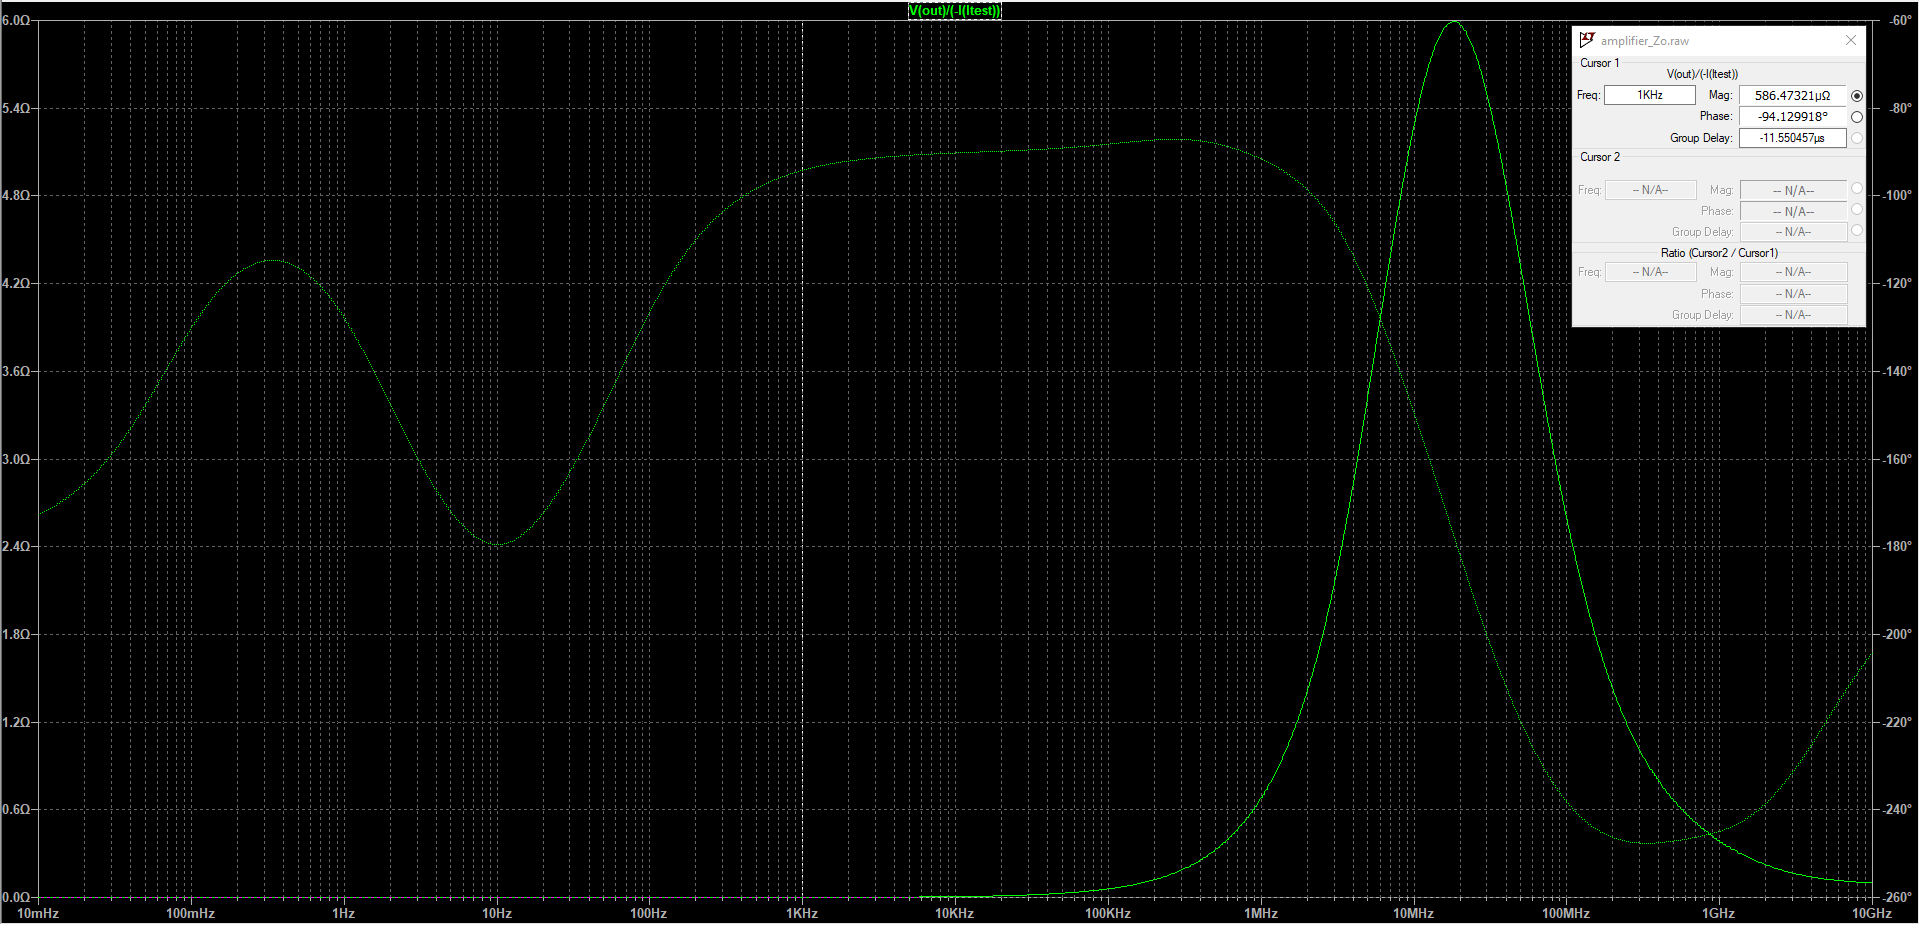 V(out)/(-I(Itest))
6.0Ω
5.4Ω
4.8Ω
4.2Ω
3.6Ω
3.0Ω
2.4Ω
1.8Ω
1.2Ω
0.6Ω
0.0Ω
-60°
-80°
-100°
-120°
-140°
-160°
-180°
-200°
-220°
-240°
-260°
10mHz 100mHz 1Hz 10Hz 100Hz 1KHz 10KHz 100KHz 1MHz 10MHz 100MHz 1GHz 10GHz
amplifier_Zo.raw
Cursor 1
V(out)/(-I(Itest))
Freq: 1KHz Mag: 586.47321µΩ
Phase: -94.129918°
Group Delay: -11.550457µs
Cursor 2
Freq: -- N/A-- Mag: -- N/A--
Phase: -- N/A--
Group Delay: -- N/A--
Ratio (Cursor2 / Cursor1)
Freq: -- N/A-- Mag: -- N/A--
Phase: -- N/A--
Group Delay: -- N/A--